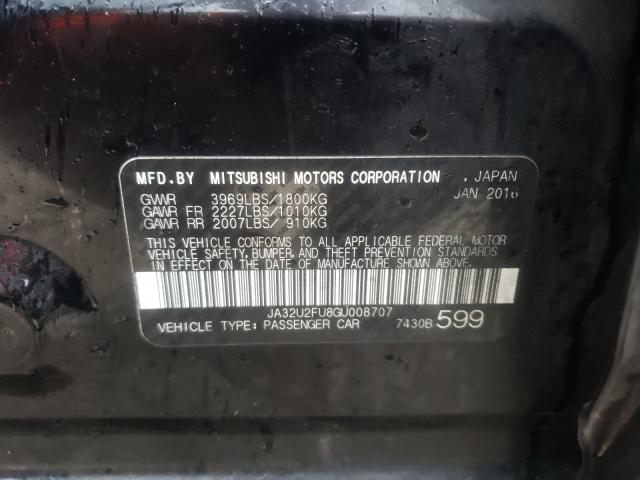 MFD.BY MITSUBISHI MOTORS CORPORATION , JAPAN
GVWR 3969LBS/1800KG JAN 2016
GAWR FR 2227LBS/1010KG
GAWR RR 2007LBS/ 910KG
THIS VEHICLE CONFORMS TO ALL APPLICABLE FEDERAL MOTOR
VEHICLE SAFETY, BUMPER, AND THEFT PREVENTION STANDARDS
IN EFFECT ON THE DATE OF MANUFACTURE SHOWN ABOVE.
JA32U2FU8GU008707
VEHICLE TYPE: PASSENGER CAR 7430B 599